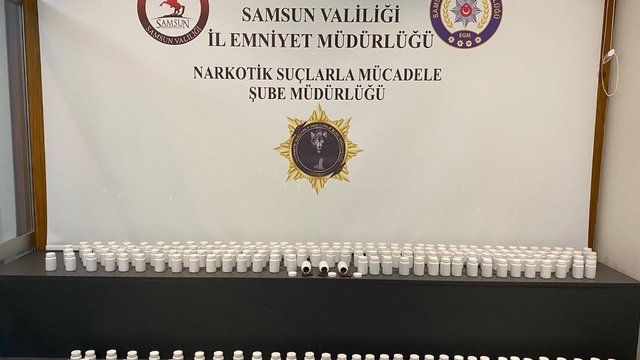 SAMSUN
SAMSUN VALİLİĞİ
SAMSUN VALİLİĞİ
İL EMNİYET MÜDÜRLÜĞÜ
EGM
NARKOTİK SUÇLARLA MÜCADELE
ŞUBE MÜDÜRLÜĞÜ